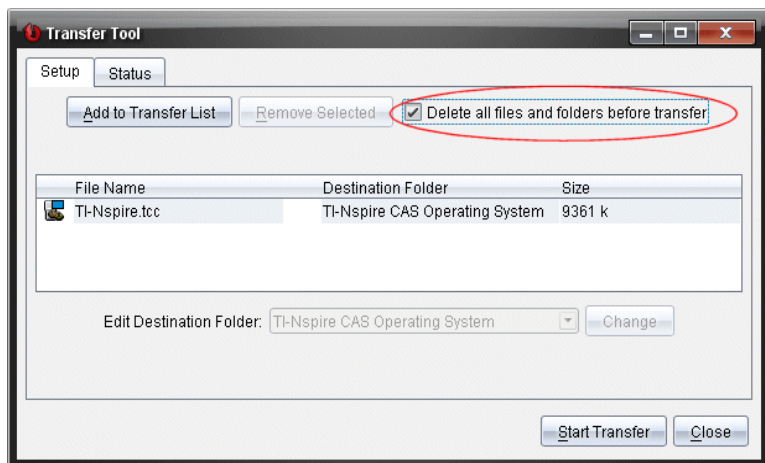 Transfer Tool
Setup Status
Add to Transfer List Remove Selected Delete all files and folders before transfer
File Name Destination Folder Size
TI-Nspire.tcc TI-Nspire CAS Operating System 9361 k
Edit Destination Folder: TI-Nspire CAS Operating System Change
Start Transfer Close